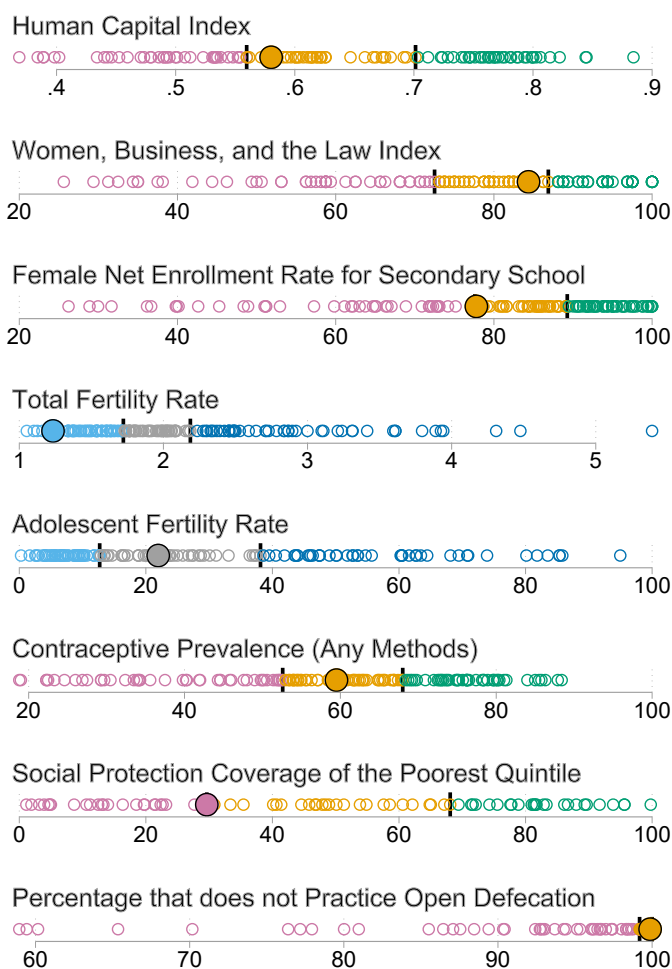 Human Capital Index
.4 .5 .6 .7 .8 .9
Women, Business, and the Law Index
20 40 60 80 100
Female Net Enrollment Rate for Secondary School
20 40 60 80 100
Total Fertility Rate
1 2 3 4 5
Adolescent Fertility Rate
0 20 40 60 80 100
Contraceptive Prevalence (Any Methods)
20 40 60 80 100
Social Protection Coverage of the Poorest Quintile
0 20 40 60 80 100
Percentage that does not Practice Open Defecation
60 70 80 90 100